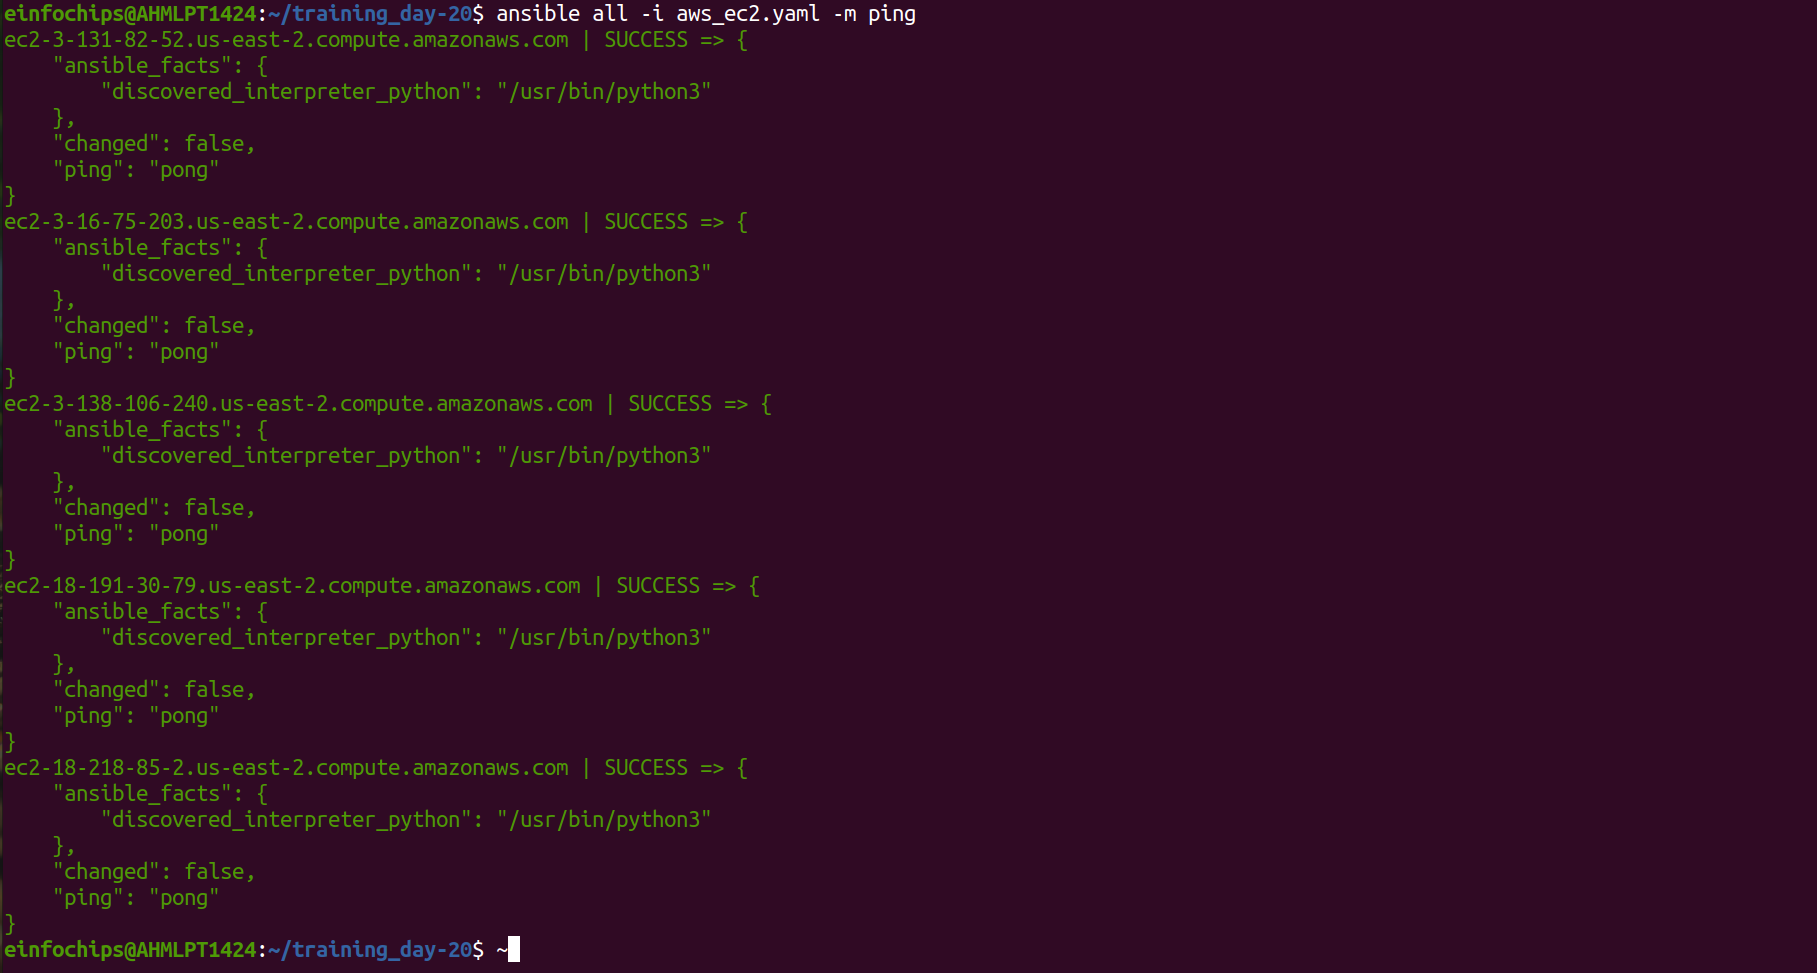 einfochips@AHMLPT1424:~/training_day-20$ ansible all -i aws_ec2.yaml -m ping
ec2-3-131-82-52.us-east-2.compute.amazonaws.com | SUCCESS => {
    "ansible_facts": {
        "discovered_interpreter_python": "/usr/bin/python3"
    },
    "changed": false,
    "ping": "pong"
}
ec2-3-16-75-203.us-east-2.compute.amazonaws.com | SUCCESS => {
    "ansible_facts": {
        "discovered_interpreter_python": "/usr/bin/python3"
    },
    "changed": false,
    "ping": "pong"
}
ec2-3-138-106-240.us-east-2.compute.amazonaws.com | SUCCESS => {
    "ansible_facts": {
        "discovered_interpreter_python": "/usr/bin/python3"
    },
    "changed": false,
    "ping": "pong"
}
ec2-18-191-30-79.us-east-2.compute.amazonaws.com | SUCCESS => {
    "ansible_facts": {
        "discovered_interpreter_python": "/usr/bin/python3"
    },
    "changed": false,
    "ping": "pong"
}
ec2-18-218-85-2.us-east-2.compute.amazonaws.com | SUCCESS => {
    "ansible_facts": {
        "discovered_interpreter_python": "/usr/bin/python3"
    },
    "changed": false,
    "ping": "pong"
}
einfochips@AHMLPT1424:~/training_day-20$ ~